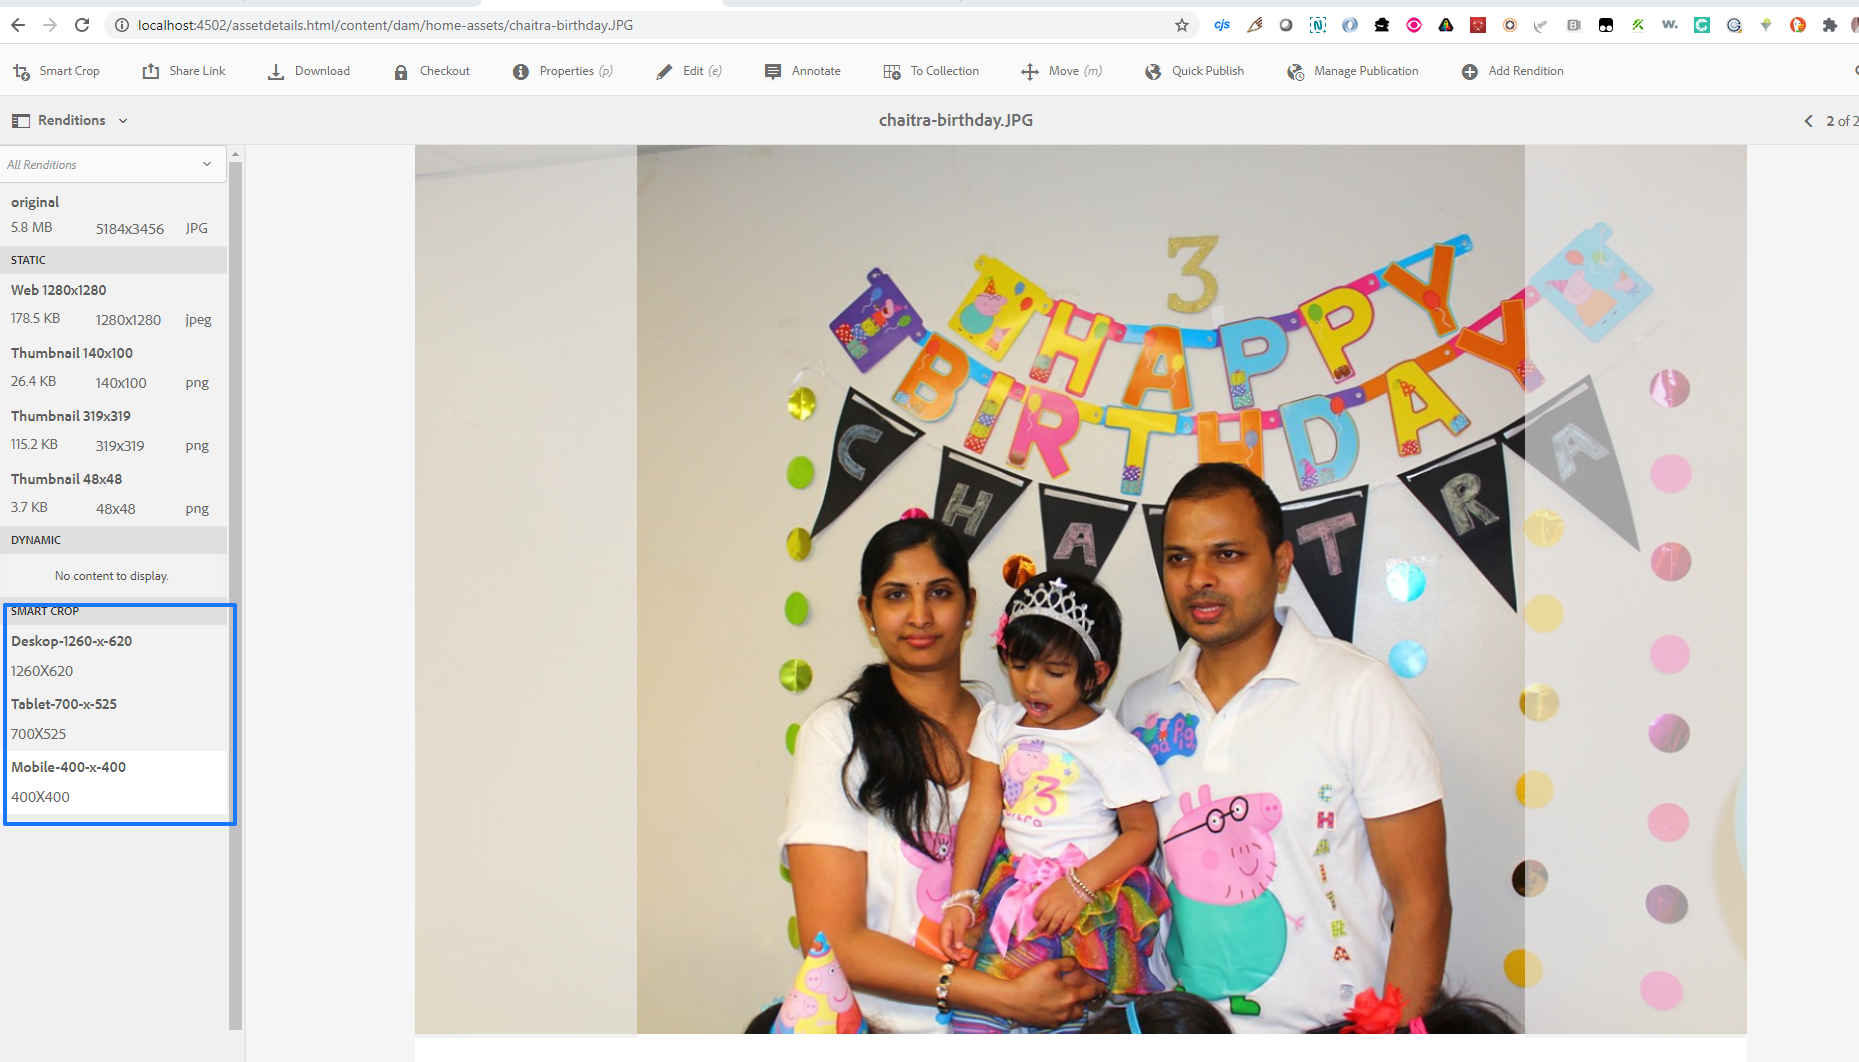 localhost:4502/assetdetails.html/content/dam/home-assets/chaitra-birthday.JPG
cjs
Smart Crop Share Link Download Checkout Properties (p) Edit (e) Annotate To Collection Move (m) Quick Publish Manage Publication Add Rendition
Renditions chaitra-birthday.JPG 2 of 2
All Renditions
original
5.8 MB 5184x3456 JPG
STATIC
Web 1280x1280
178.5 KB 1280x1280 jpeg
Thumbnail 140x100
26.4 KB 140x100 png
Thumbnail 319x319
115.2 KB 319x319 png
Thumbnail 48x48
3.7 KB 48x48 png
DYNAMIC
No content to display.
SMART CROP
Deskop-1260-x-620
1260X620
Tablet-700-x-525
700X525
Mobile-400-x-400
400X400
3
HAPPY
BIRTHDAY
CHA TRA
Pig
3
CHAITRA